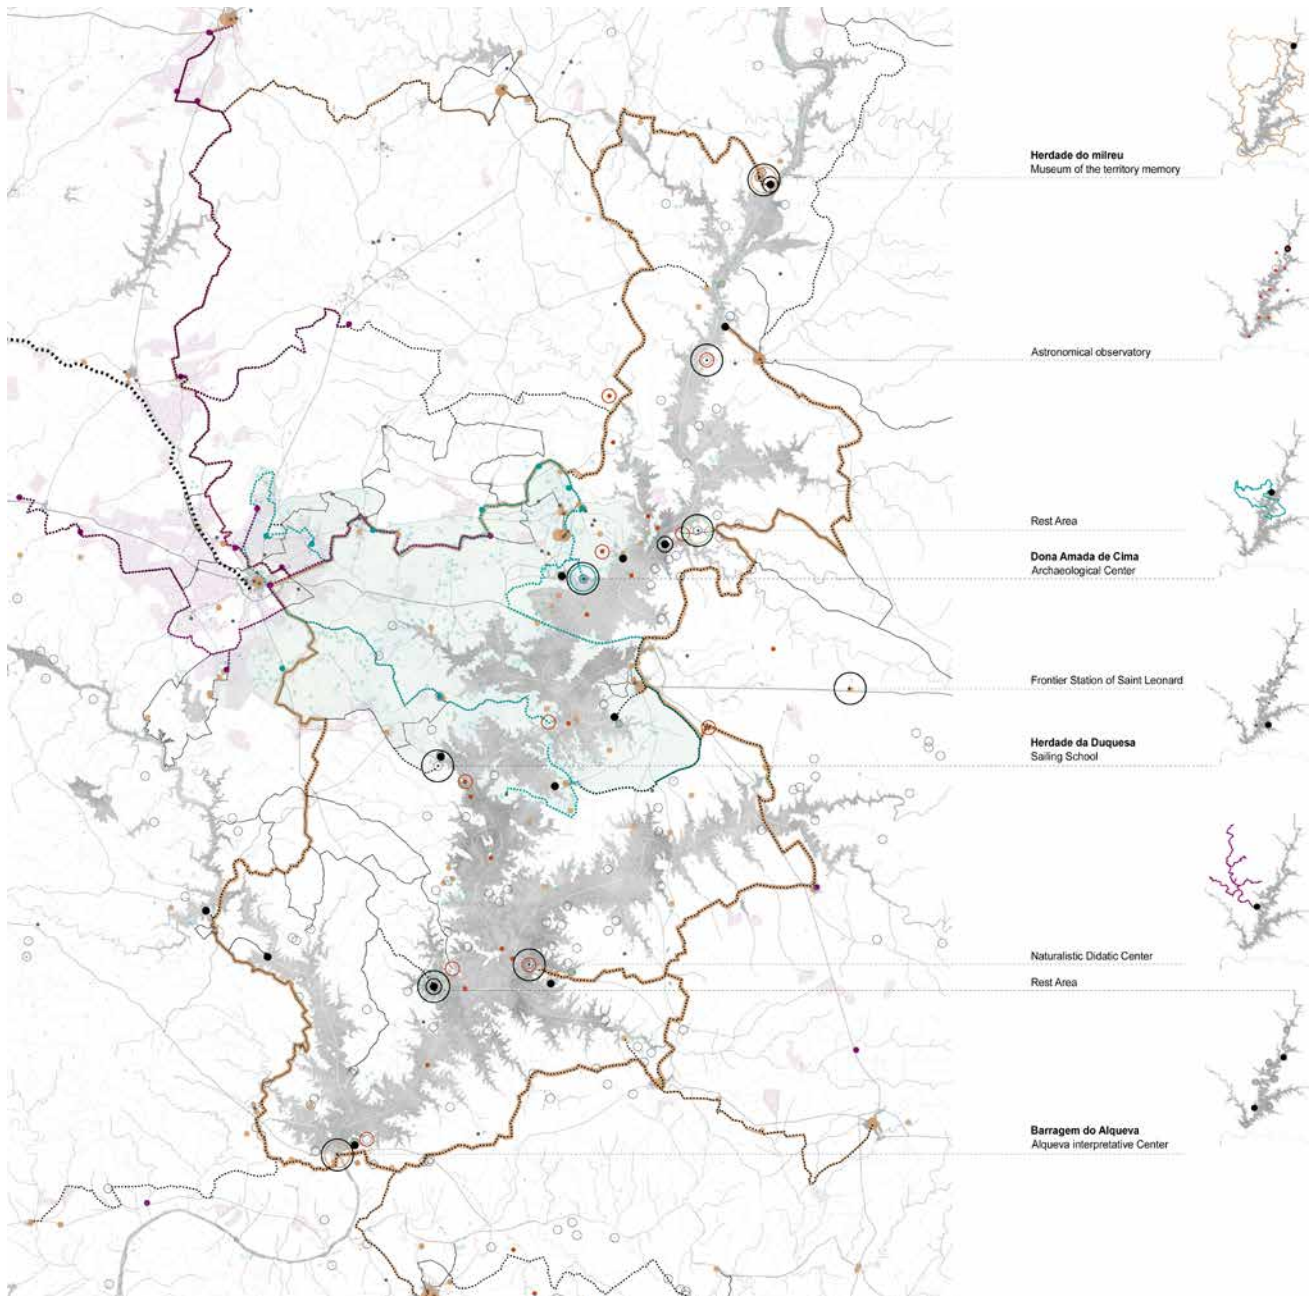 Herdade do milreu
Museum of the territory memory
Astronomical observatory
Rest Area
Dona Amada de Cima
Archaeological Center
Frontier Station of Saint Leonard
Herdade da Duquesa
Sailing School
Naturalistic Didatic Center
Rest Area
Barragem do Alqueva
Alqueva interpretative Center